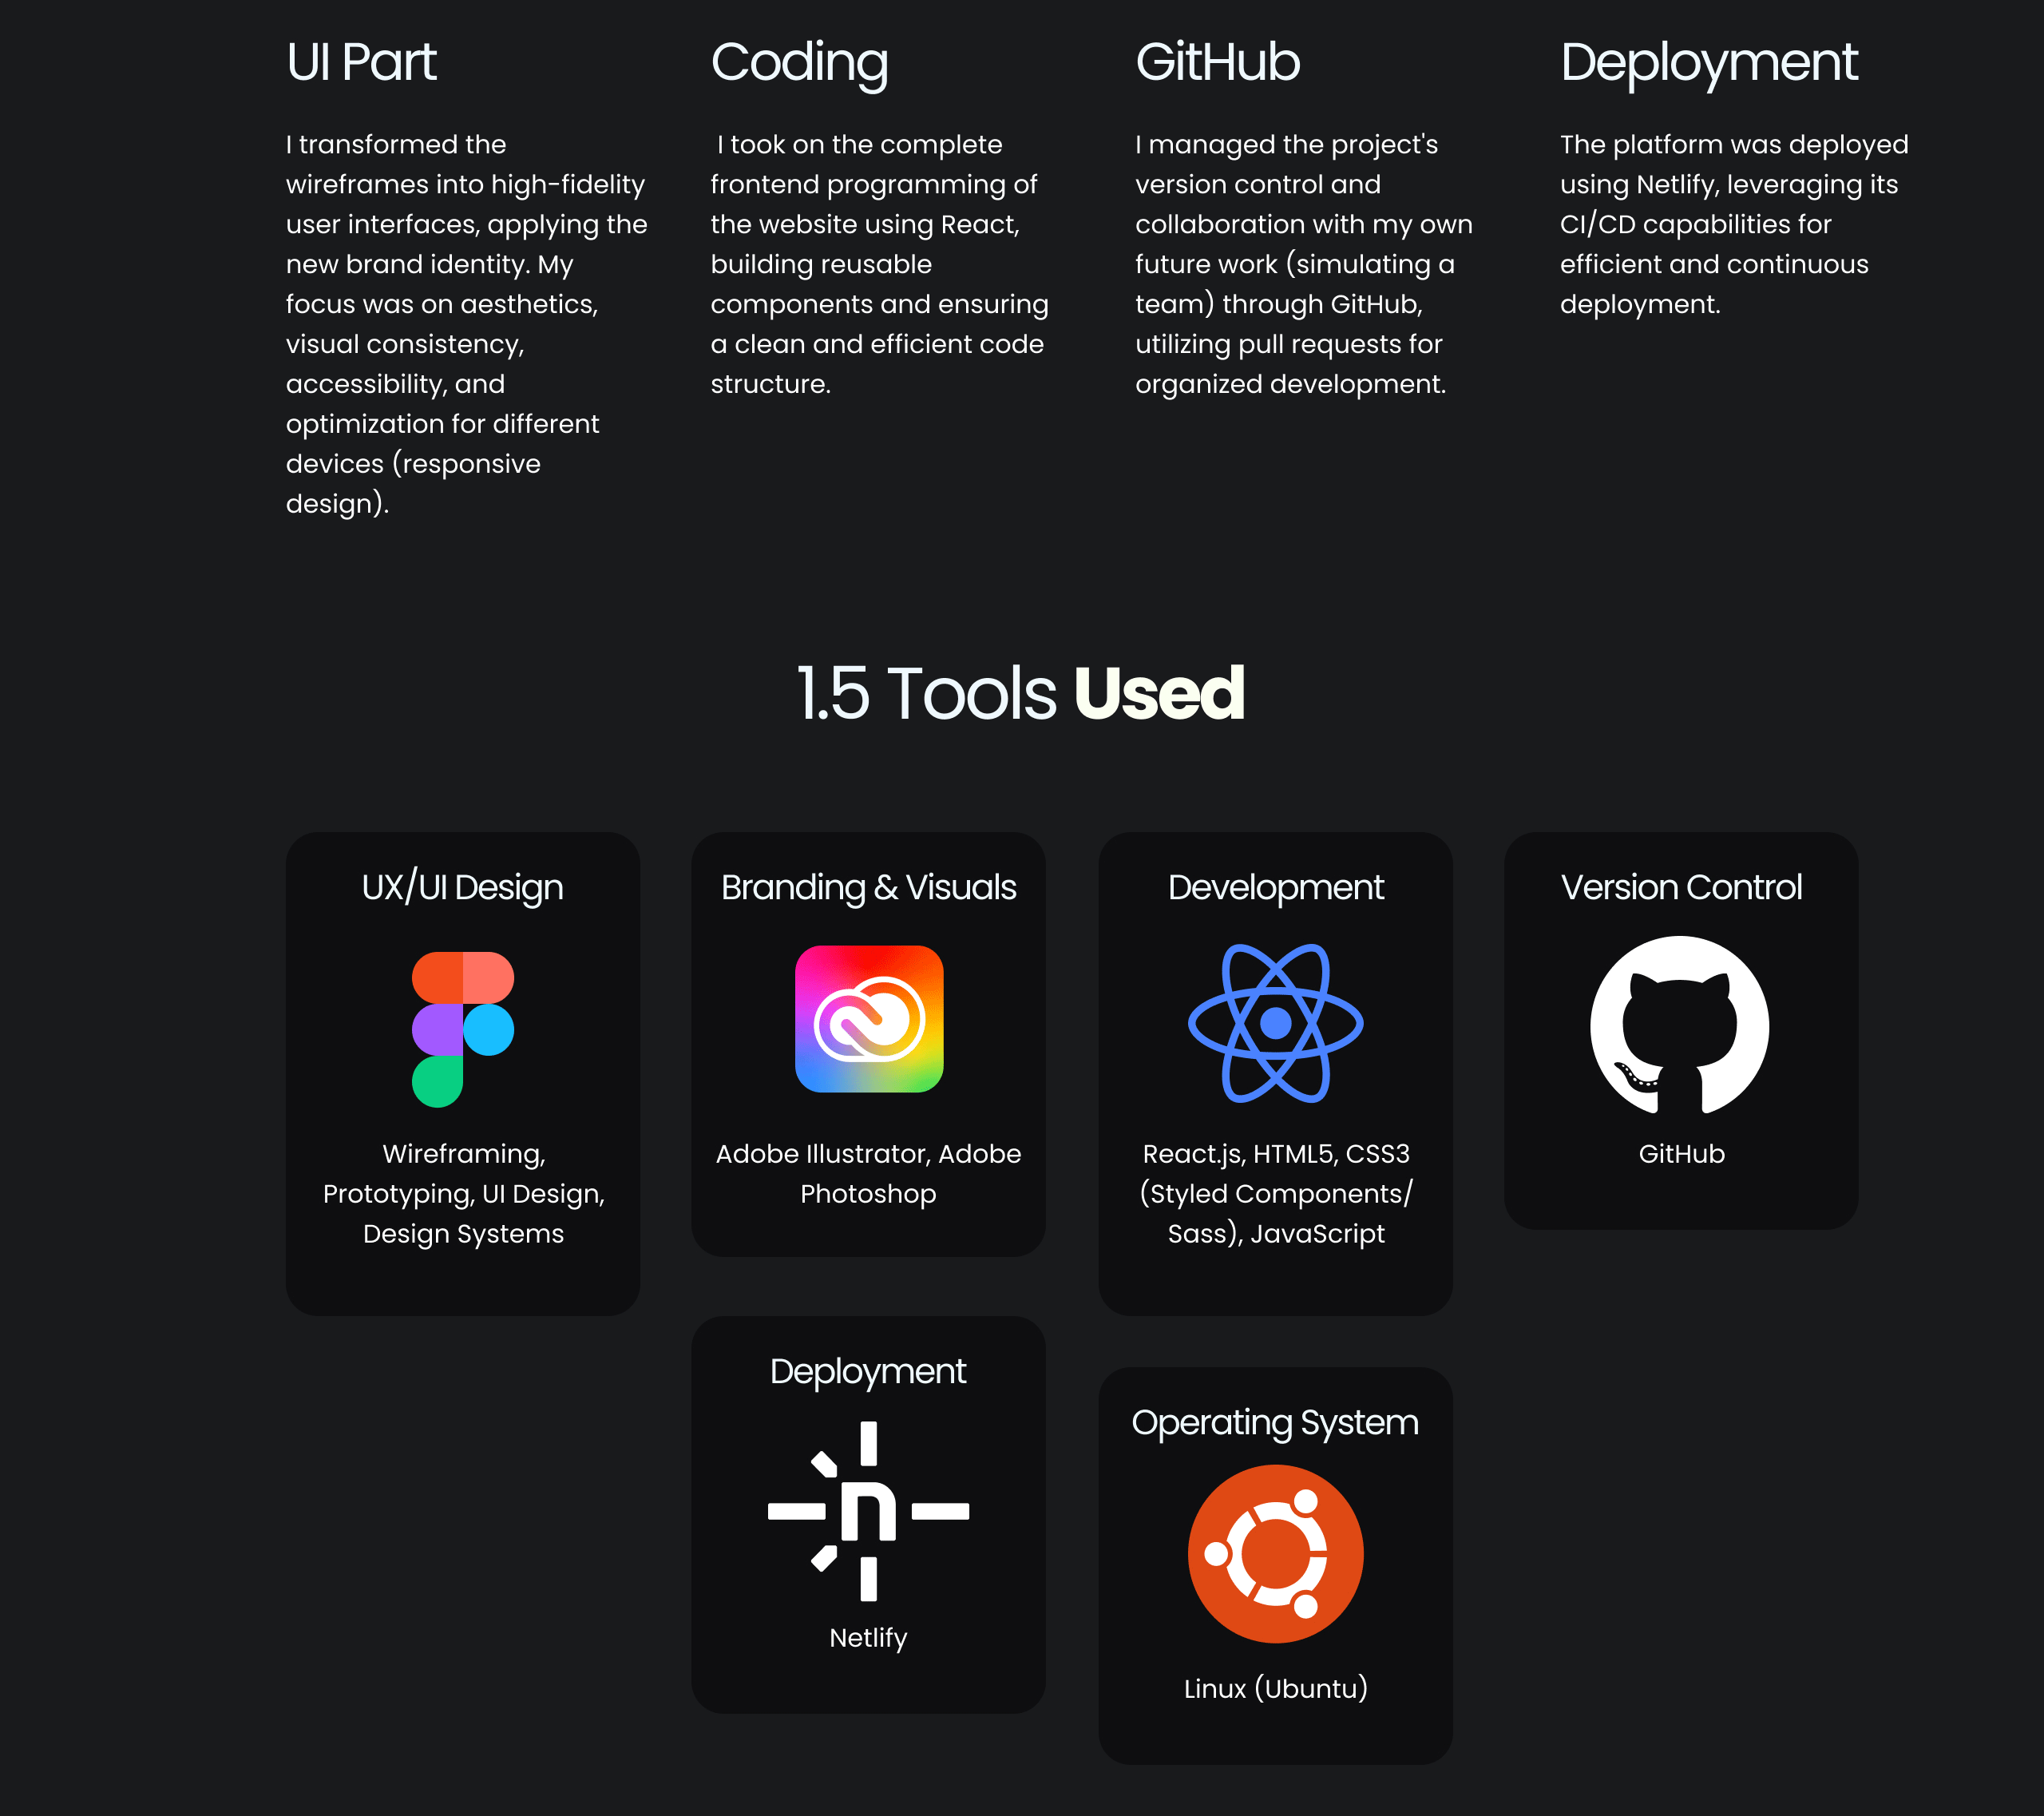 UI Part
I transformed the
wireframes into high-fidelity
user interfaces, applying the
new brand identity. My
focus was on aesthetics,
visual consistency,
accessibility, and
optimization for different
devices (responsive
design).
Coding
I took on the complete
frontend programming of
the website using React,
building reusable
components and ensuring
a clean and efficient code
structure.
GitHub
I managed the project's
version control and
collaboration with my own
future work (simulating a
team) through GitHub,
utilizing pull requests for
organized development.
Deployment
The platform was deployed
using Netlify, leveraging its
CI/CD capabilities for
efficient and continuous
deployment.
1.5 Tools Used
UX/UI Design
Wireframing,
Prototyping, UI Design,
Design Systems
Branding & Visuals
Adobe Illustrator, Adobe
Photoshop
Development
React.js, HTML5, CSS3
(Styled Components/
Sass), JavaScript
Version Control
GitHub
Deployment
n
Netlify
Operating System
Linux (Ubuntu)